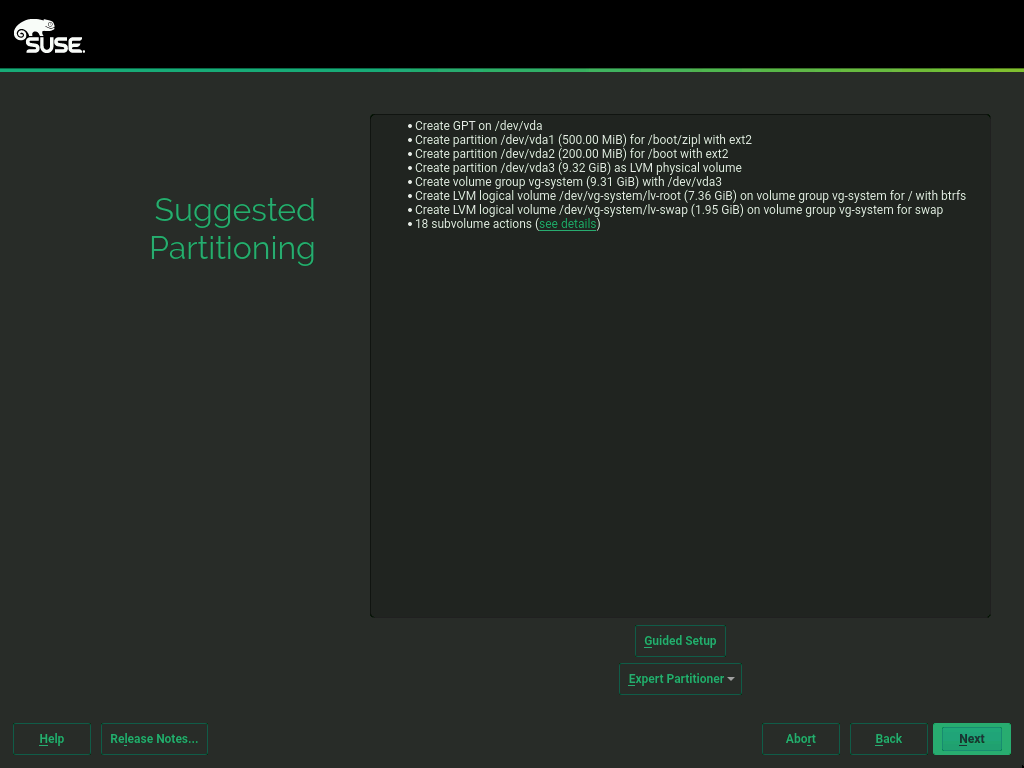 SUSE.
Suggested
Partitioning
• Create GPT on /dev/vda
• Create partition /dev/vda1 (500.00 MiB) for /boot/zipl with ext2
• Create partition /dev/vda2 (200.00 MiB) for /boot with ext2
• Create partition /dev/vda3 (9.32 GiB) as LVM physical volume
• Create volume group vg-system (9.31 GiB) with /dev/vda3
• Create LVM logical volume /dev/vg-system/lv-root (7.36 GiB) on volume group vg-system for / with btrfs
• Create LVM logical volume /dev/vg-system/lv-swap (1.95 GiB) on volume group vg-system for swap
• 18 subvolume actions (see details)
Guided Setup
Expert Partitioner
Help Release Notes... Abort Back Next